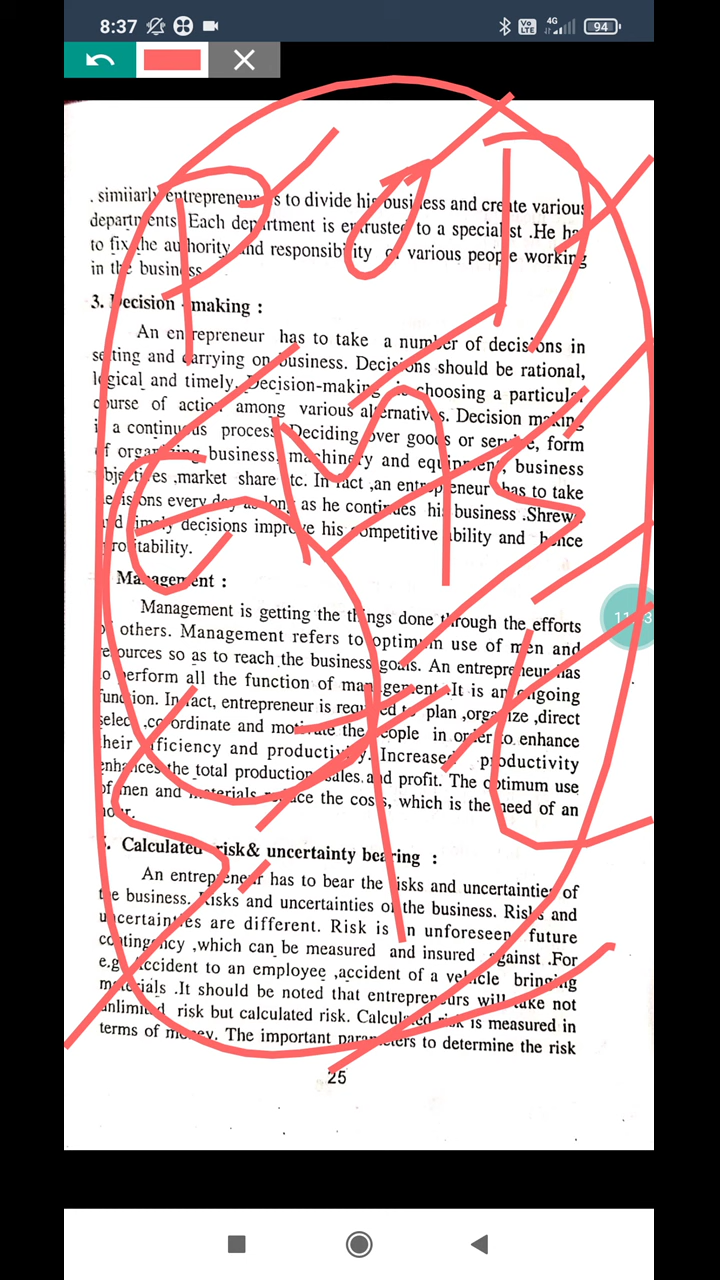 8:37
Vo LTE
4G
94
. simiiarly entrepreneur is to divide his business and create various
departments. Each department is entrusted to a specialist .He has
to fix the authority and responsibility of various people working
in the business.
3. Decision - making :
An entrepreneur has to take a number of decisions in
setting and carrying on business. Decisions should be rational,
logical and timely. Decision-making is choosing a particular
course of action among various alternatives. Decision making
is a continuous process. Deciding over goods or service, form
of organizing business, machinery and equipment, business
objectives ,market share etc. In fact ,an entrepreneur has to take
decisions every day as long as he continues his business .Shrewd
and timely decisions improve his competitive ability and hence
profitability.
Management :
Management is getting the things done through the efforts
of others. Management refers to optimum use of men and
resources so as to reach the business goals. An entrepreneur has
to perform all the function of management .It is an ongoing
function. In fact, entrepreneur is required to plan ,organize ,direct
select ,co ordinate and motivate the people in order to enhance
their efficiency and productivity. Increased productivity
enhances the total production, sales and profit. The optimum use
of men and materials reduce the costs, which is the need of an
hour.
5. Calculated risk& uncertainty bearing :
An entrepreneur has to bear the risks and uncertainties of
the business. Risks and uncertainties of the business. Risks and
uncertainties are different. Risk is an unforeseen future
contingency ,which can be measured and insured against .For
e.g. Accident to an employee ,accident of a vehicle bringing
materials .It should be noted that entrepreneurs will take not
unlimited risk but calculated risk. Calculated risk is measured in
terms of money. The important parameters to determine the risk
25